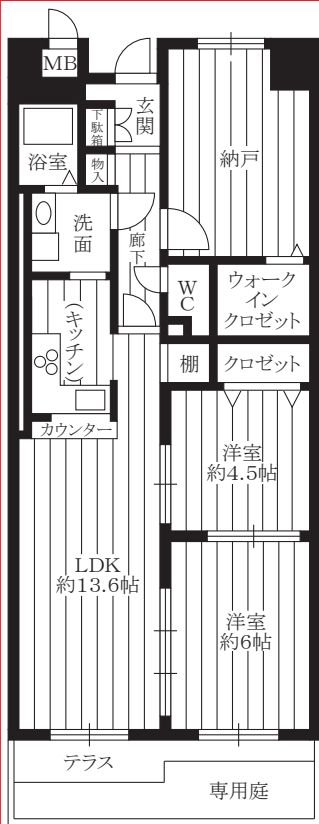 MB
玄関
下駄箱
納戸
浴室
物入
洗面
廊下
WC
ウォーク
イン
クロゼット
(キッチン)
棚
クロゼット
カウンター
洋室
約4.5帖
LDK
約13.6帖
洋室
約6帖
テラス
専用庭